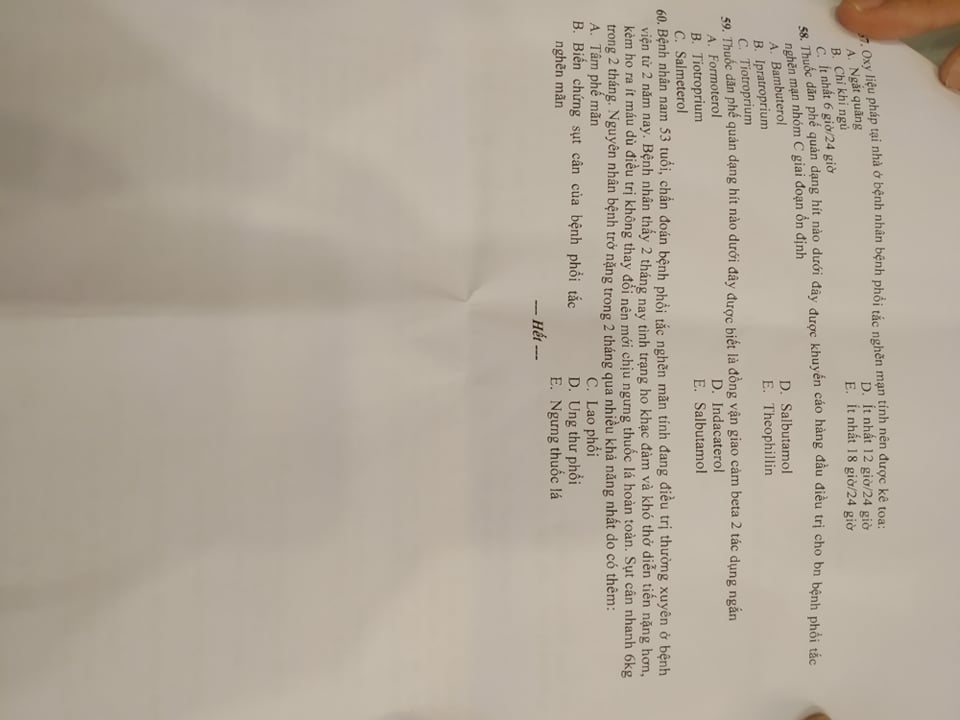 7. Oxy liệu pháp tại nhà ở bệnh nhân bệnh phổi tắc nghẽn mạn tính nên được kê toa:
A. Ngắt quãng
B. Chỉ khi ngủ
C. Ít nhất 6 giờ/24 giờ
D. Ít nhất 12 giờ/24 giờ
E. Ít nhất 18 giờ/24 giờ
58. Thuốc dãn phế quản dạng hít nào dưới đây được khuyến cáo hàng đầu điều trị cho bn bệnh phổi tắc
nghẽn mạn nhóm C giai đoạn ổn định
A. Bambuterol
B. Ipratroprium
C. Tiotroprium
D. Salbutamol
E. Theophillin
59. Thuốc dãn phế quản dạng hít nào dưới đây được biết là đồng vận giao cảm beta 2 tác dụng ngắn
A. Formoterol
B. Tiotroprium
C. Salmeterol
D. Indacaterol
E. Salbutamol
60. Bệnh nhân nam 53 tuổi, chẩn đoán bệnh phổi tắc nghẽn mãn tính đang điều trị thường xuyên ở bệnh
viện từ 2 năm nay. Bệnh nhân thấy 2 tháng nay tình trạng ho khạc đàm và khó thở diễn tiến nặng hơn,
kèm ho ra ít máu dù điều trị không thay đổi nên mới chịu ngưng thuốc lá hoàn toàn. Sụt cân nhanh 6kg
trong 2 tháng. Nguyên nhân bệnh trở nặng trong 2 tháng qua nhiều khả năng nhất do có thêm:
A. Tâm phế mãn
B. Biến chứng sụt cân của bệnh phổi tắc
nghẽn mãn
C. Lao phổi
D. Ung thư phổi
E. Ngưng thuốc lá
--- Hết ---